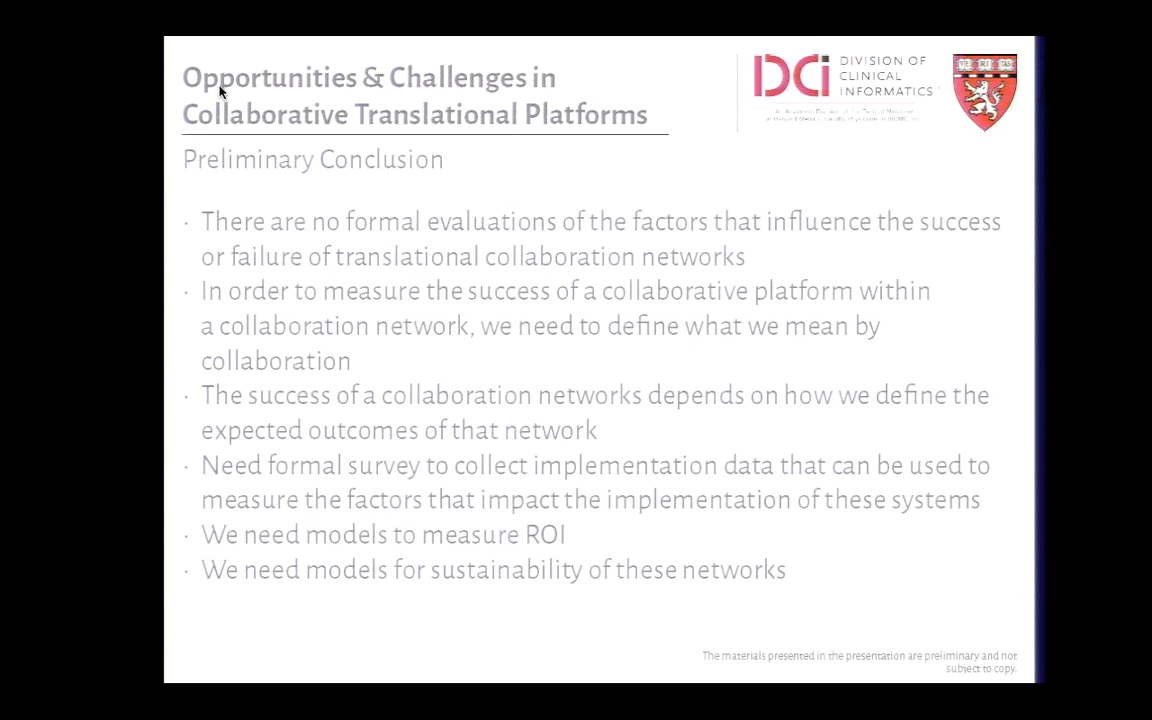 Opportunities & Challenges in
Collaborative Translational Platforms
DCi
DIVISION OF
CLINICAL
INFORMATICS
VE RI TAS
Preliminary Conclusion
· There are no formal evaluations of the factors that influence the success
or failure of translational collaboration networks
· In order to measure the success of a collaborative platform within
a collaboration network, we need to define what we mean by
collaboration
· The success of a collaboration networks depends on how we define the
expected outcomes of that network
· Need formal survey to collect implementation data that can be used to
measure the factors that impact the implementation of these systems
· We need models to measure ROI
· We need models for sustainability of these networks
The materials presented in the presentation are preliminary and not
subject to copy.